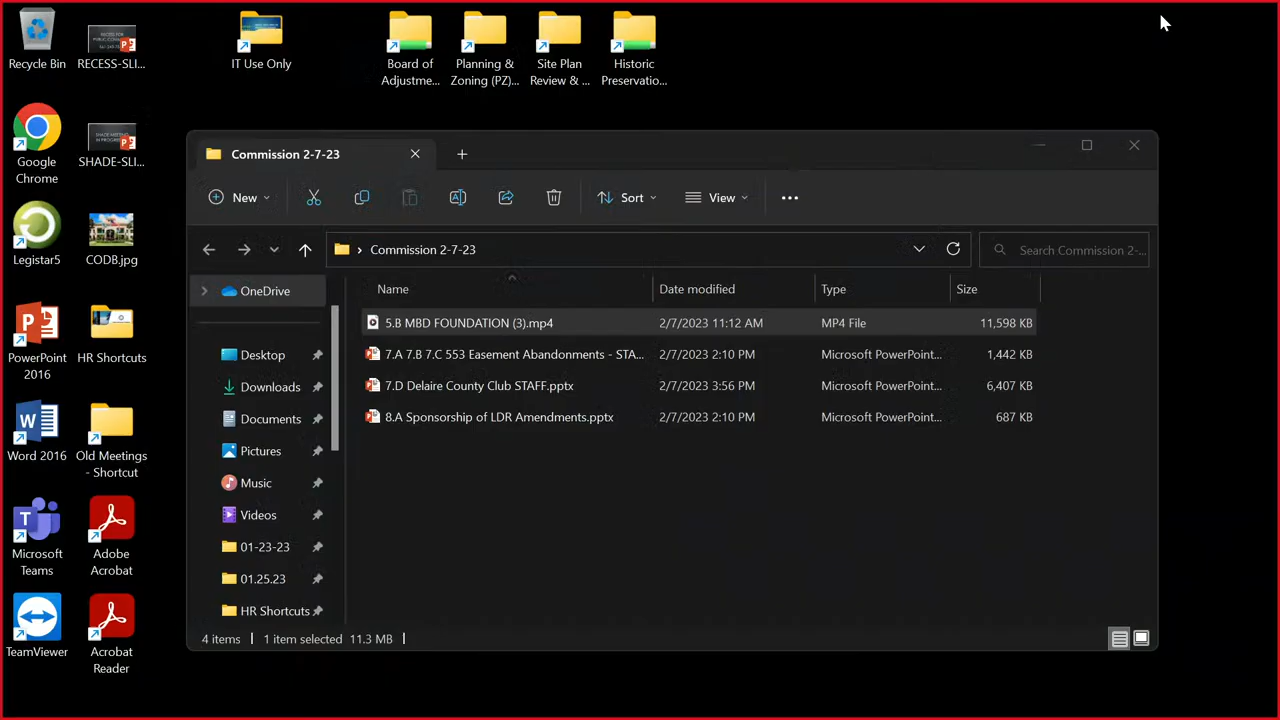 Recycle Bin
RECESS-SLI...
IT Use Only
Board of
Adjustme...
Planning &
Zoning (PZ)...
Site Plan
Review & ...
Historic
Preservatio...
Google
Chrome
SHADE-SLI...
Legistar5
CODB.jpg
PowerPoint
2016
HR Shortcuts
Word 2016
Old Meetings
- Shortcut
Microsoft
Teams
Adobe
Acrobat
TeamViewer
Acrobat
Reader
Commission 2-7-23
New
Sort
View
Commission 2-7-23
Search Commission 2-...
OneDrive
Desktop
Downloads
Documents
Pictures
Music
Videos
01-23-23
01.25.23
HR Shortcuts
Name Date modified Type Size
5.B MBD FOUNDATION (3).mp4 2/7/2023 11:12 AM MP4 File 11,598 KB
7.A 7.B 7.C 553 Easement Abandonments - STA... 2/7/2023 2:10 PM Microsoft PowerPoint... 1,442 KB
7.D Delaire County Club STAFF.pptx 2/7/2023 3:56 PM Microsoft PowerPoint... 6,407 KB
8.A Sponsorship of LDR Amendments.pptx 2/7/2023 2:10 PM Microsoft PowerPoint... 687 KB
4 items 1 item selected 11.3 MB